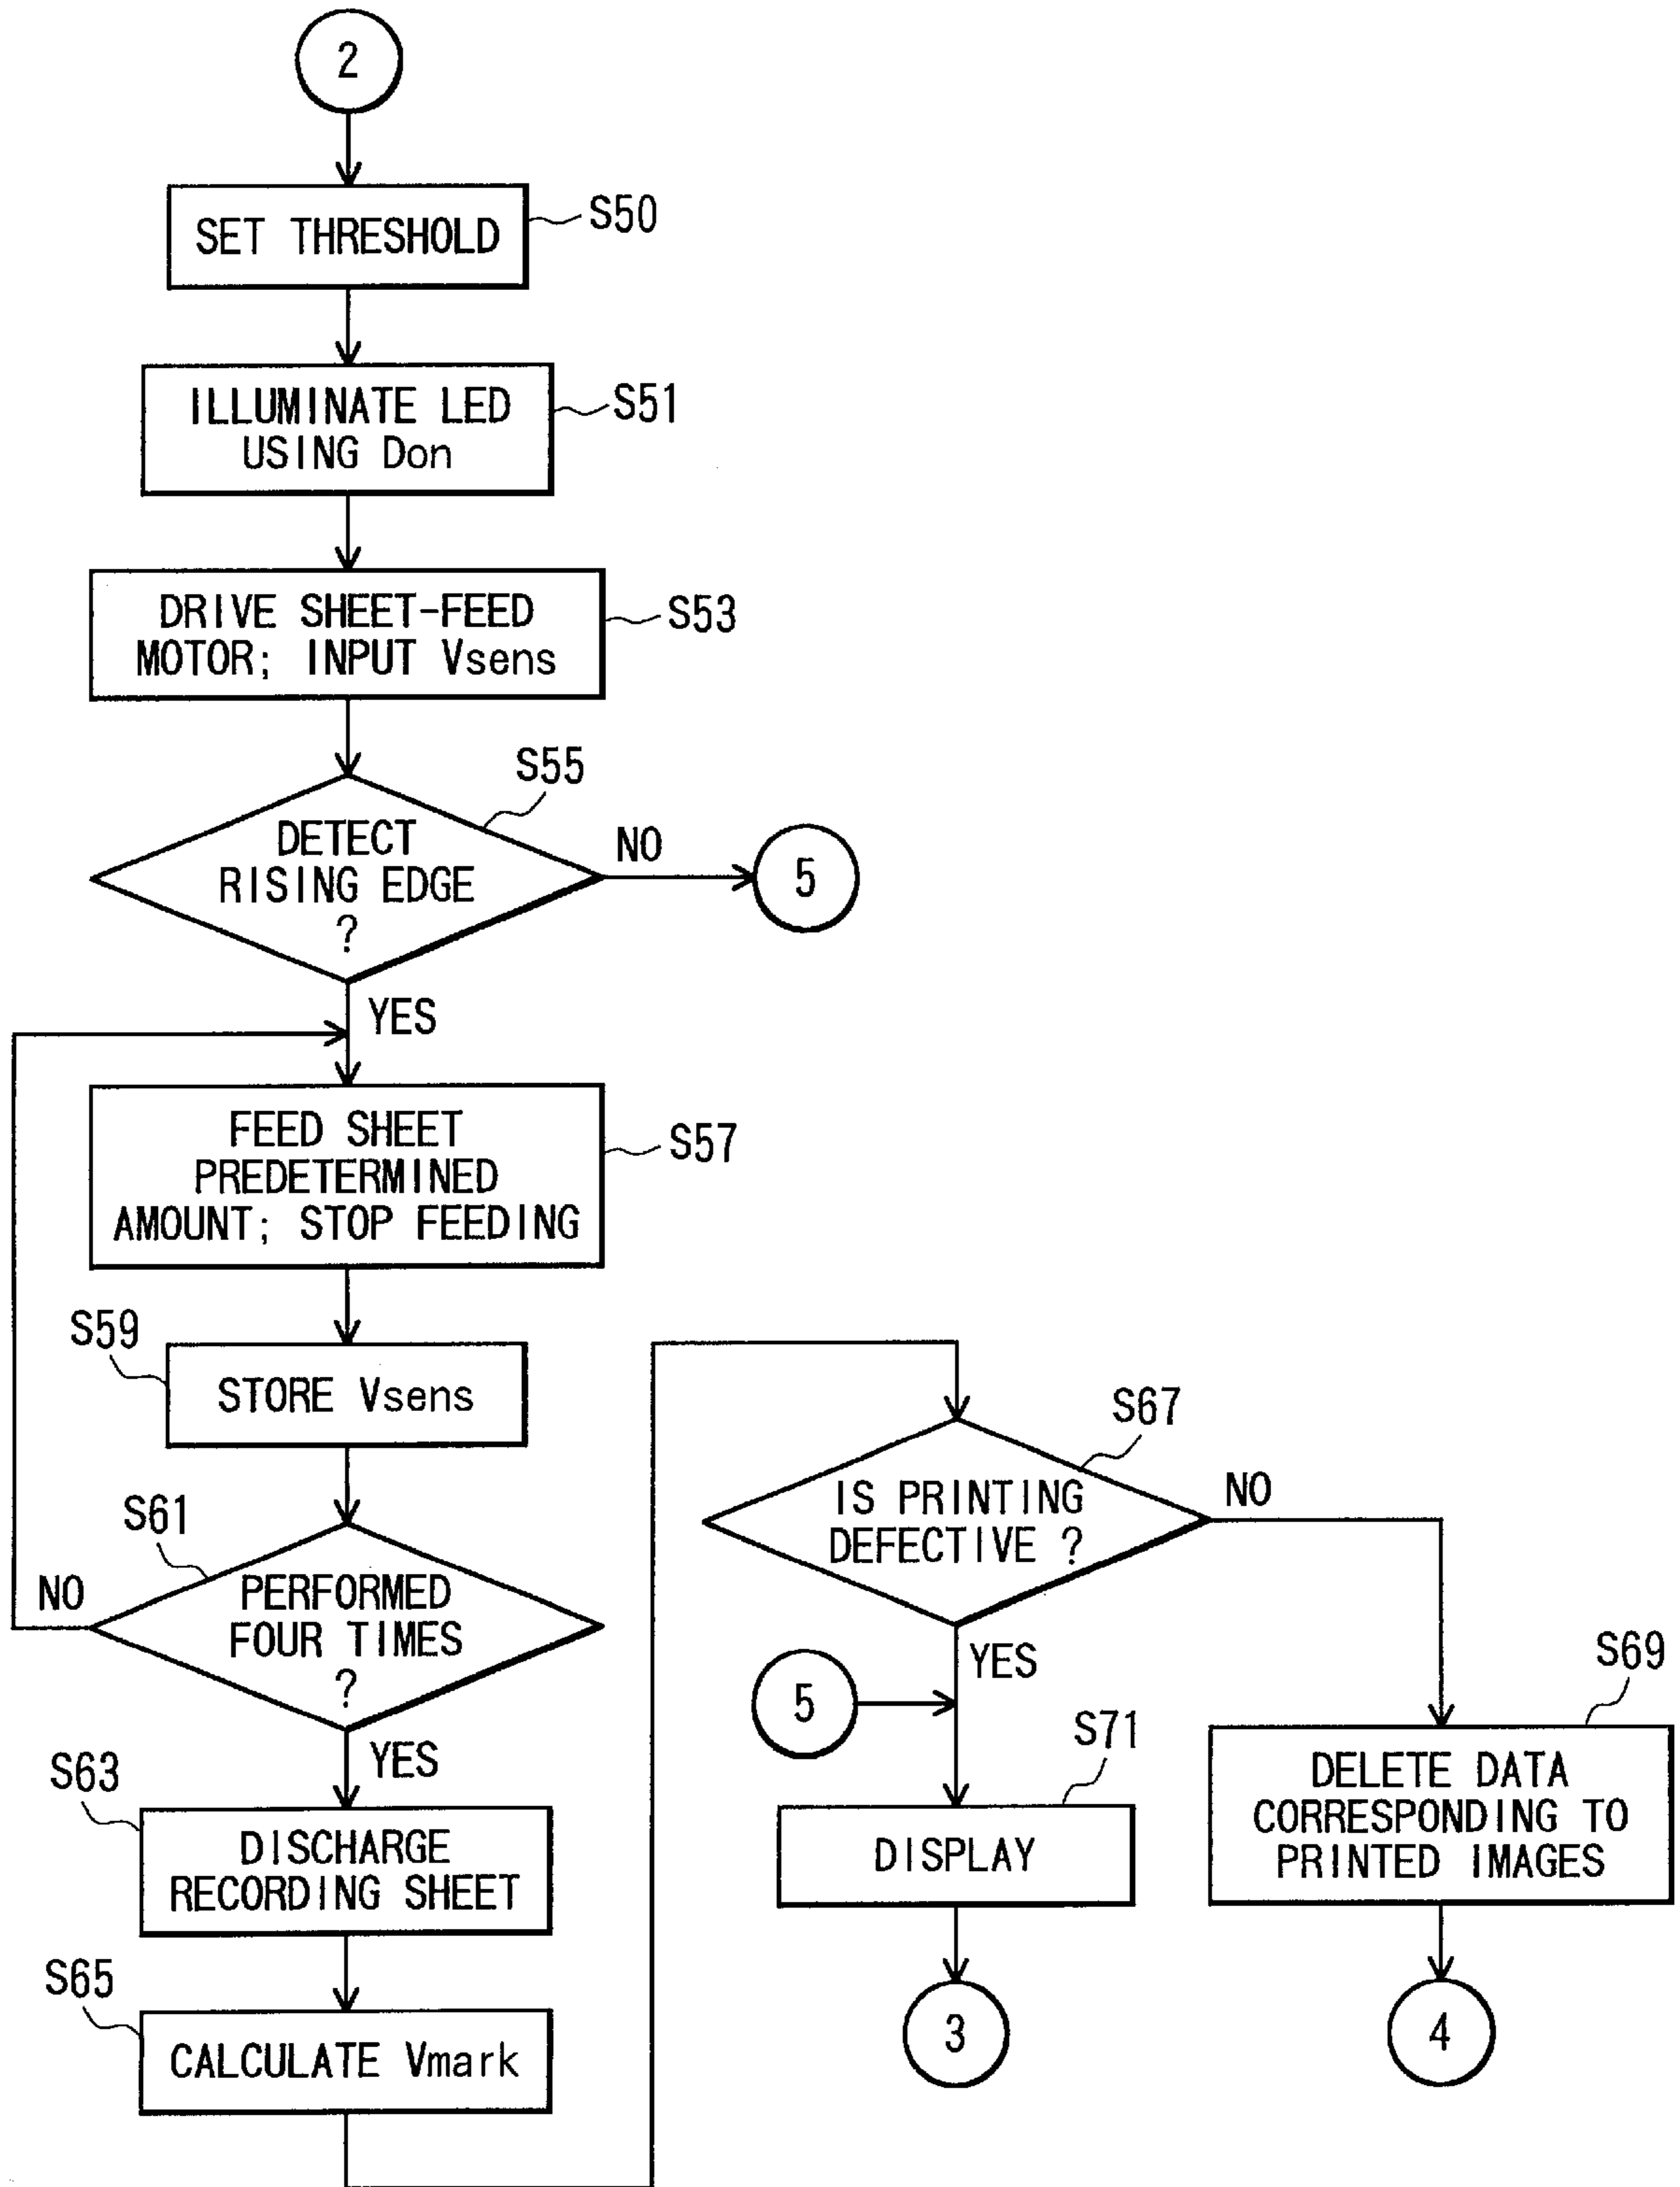 2
SET THRESHOLD
S50
ILLUMINATE LED
USING Don
S51
DRIVE SHEET-FEED
MOTOR; INPUT Vsens
S53
S55
DETECT
RISING EDGE
?
NO
5
YES
FEED SHEET
PREDETERMINED
AMOUNT; STOP FEEDING
S57
S59
STORE Vsens
S61
NO
PERFORMED
FOUR TIMES
?
YES
S63
DISCHARGE
RECORDING SHEET
S65
CALCULATE Vmark
S67
IS PRINTING
DEFECTIVE ?
NO
YES
5
S71
DISPLAY
3
S69
DELETE DATA
CORRESPONDING TO
PRINTED IMAGES
4